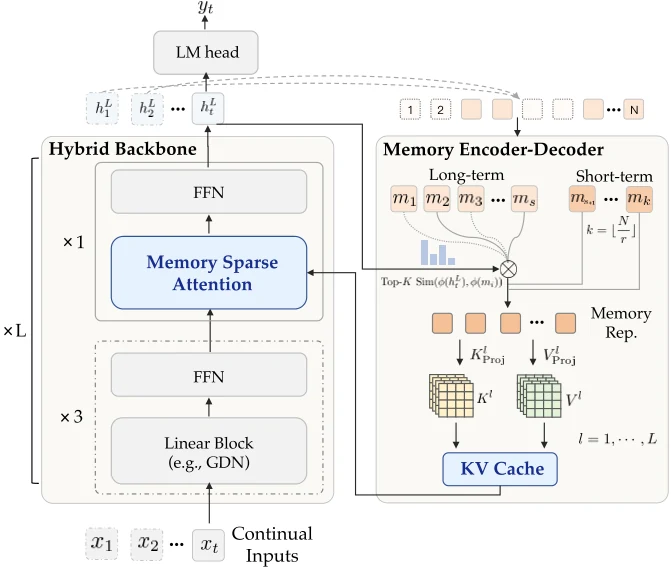 y_t
LM head
h_1^L h_2^L ••• h_t^L
1 2 ••• N
Hybrid Backbone
FFN
×1
Memory Sparse
Attention
×L
FFN
×3
Linear Block
(e.g., GDN)
x_1 x_2 ••• x_t
Continual
Inputs
Memory Encoder-Decoder
Long-term
Short-term
m_1 m_2 m_3 ••• m_s
m_{s+1} ••• m_k
k = ⌊N/r⌋
Top-K Sim(ϕ(h_t^L), ϕ(m_i))
Memory
Rep.
•••
K_Proj^l V_Proj^l
K^l V^l
l = 1, ⋯ , L
KV Cache